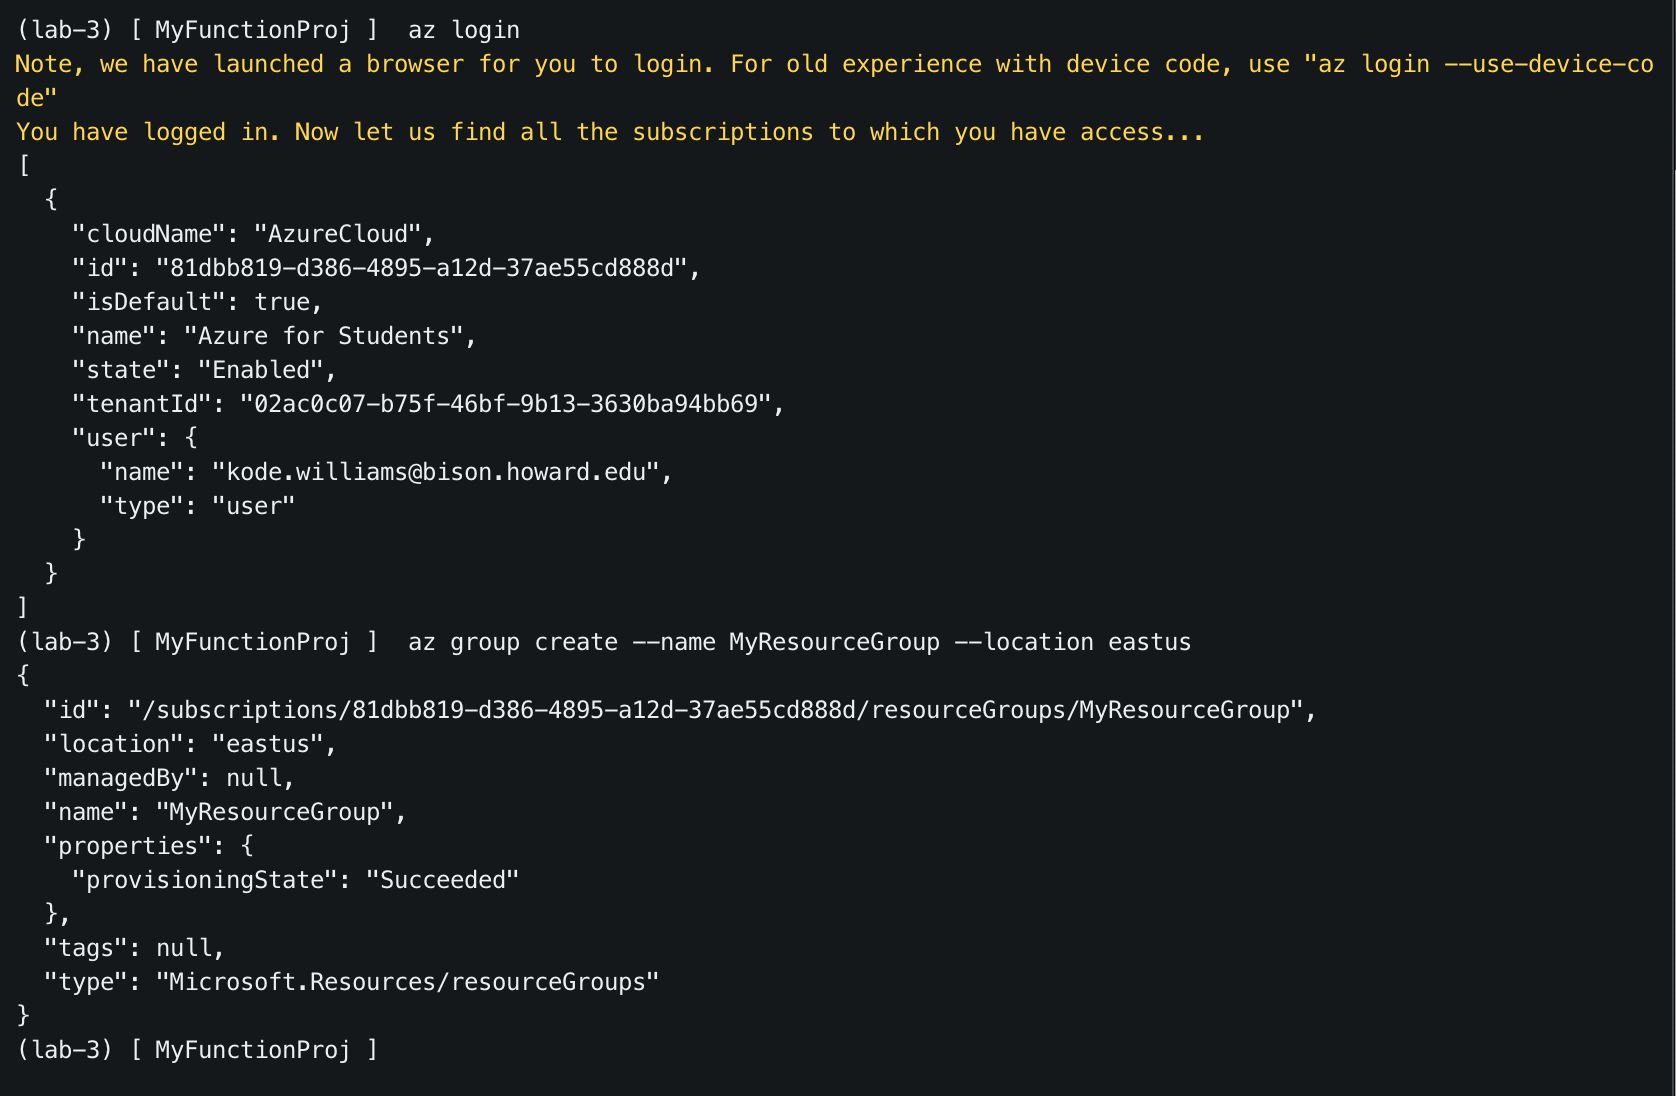 (lab-3) [ MyFunctionProj ]  az login
Note, we have launched a browser for you to login. For old experience with device code, use "az login --use-device-co
de"
You have logged in. Now let us find all the subscriptions to which you have access...
[
  {
    "cloudName": "AzureCloud",
    "id": "81dbb819-d386-4895-a12d-37ae55cd888d",
    "isDefault": true,
    "name": "Azure for Students",
    "state": "Enabled",
    "tenantId": "02ac0c07-b75f-46bf-9b13-3630ba94bb69",
    "user": {
      "name": "kode.williams@bison.howard.edu",
      "type": "user"
    }
  }
]
(lab-3) [ MyFunctionProj ]  az group create --name MyResourceGroup --location eastus
{
  "id": "/subscriptions/81dbb819-d386-4895-a12d-37ae55cd888d/resourceGroups/MyResourceGroup",
  "location": "eastus",
  "managedBy": null,
  "name": "MyResourceGroup",
  "properties": {
    "provisioningState": "Succeeded"
  },
  "tags": null,
  "type": "Microsoft.Resources/resourceGroups"
}
(lab-3) [ MyFunctionProj ]